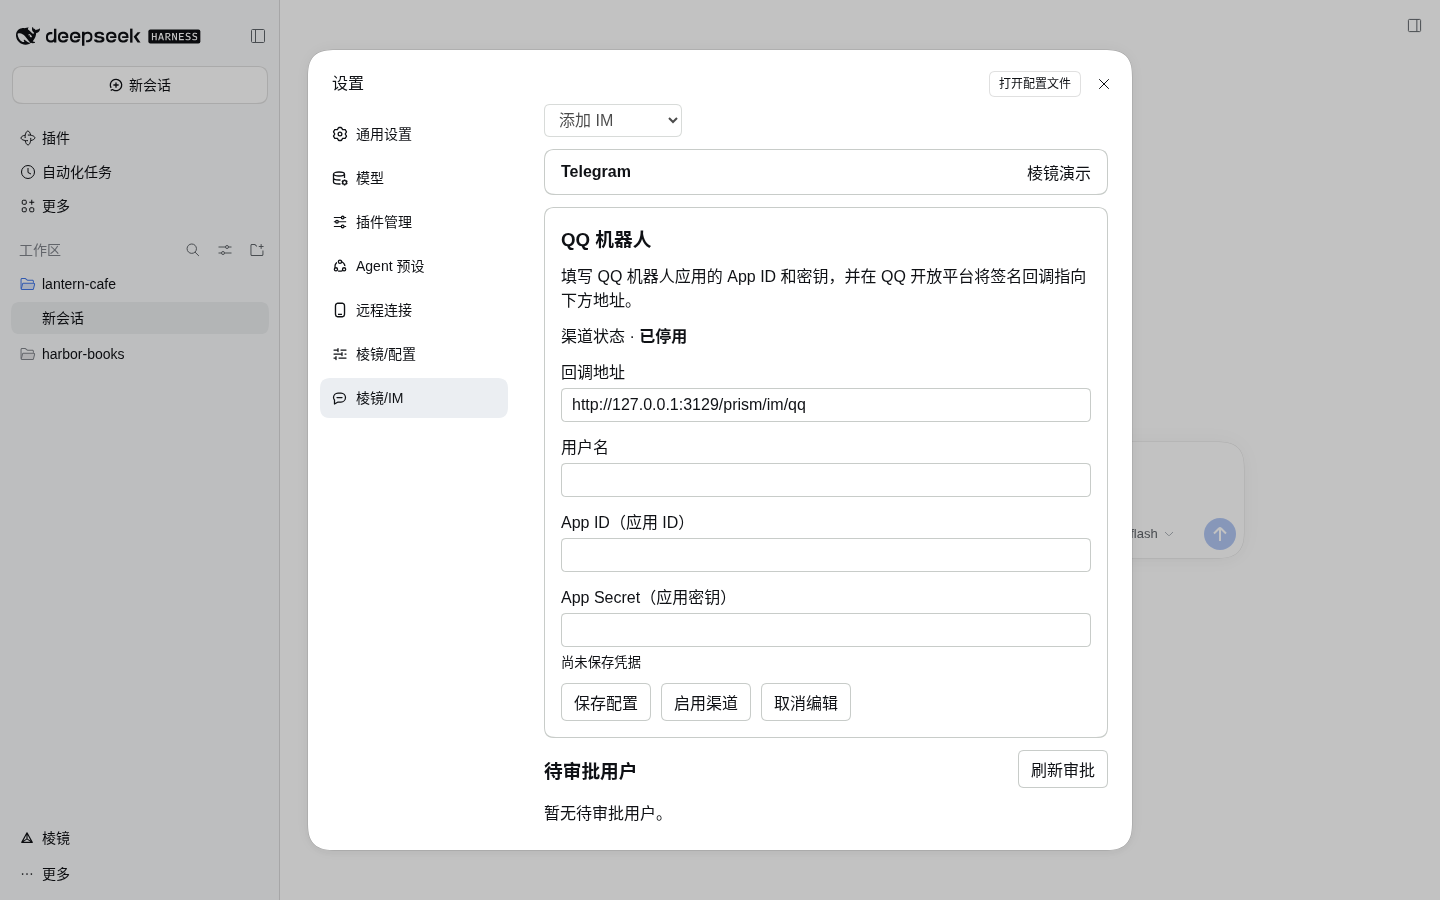 deepseek HARNESS
新会话
插件
自动化任务
更多
工作区
lantern-cafe
新会话
harbor-books
棱镜
更多
设置
打开配置文件
通用设置
模型
插件管理
Agent 预设
远程连接
棱镜/配置
棱镜/IM
添加 IM
Telegram
棱镜演示
QQ 机器人
填写 QQ 机器人应用的 App ID 和密钥，并在 QQ 开放平台将签名回调指向
下方地址。
渠道状态 · 已停用
回调地址
http://127.0.0.1:3129/prism/im/qq
用户名
App ID（应用 ID）
App Secret（应用密钥）
尚未保存凭据
保存配置
启用渠道
取消编辑
待审批用户
刷新审批
暂无待审批用户。
flash